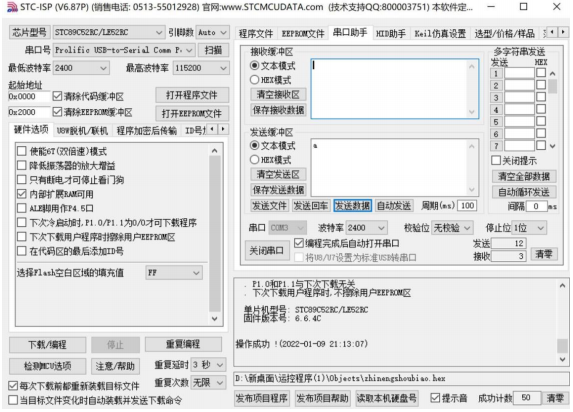 STC-ISP (V6.87P) (销售电话: 0513-55012928) 官网:www.STCMCUDATA.com (技术支持QQ:800003751) 本软件定...
芯片型号 STC89C52RC/LE52RC 引脚数 Auto
串口号 Prolific USB-to-Serial Comm P 扫描
最低波特率 2400 最高波特率 115200
起始地址
0x0000 清除代码缓冲区 打开程序文件
0x2000 清除EEPROM缓冲区 打开EEPROM文件
硬件选项 USB脱机/联机 程序加密后传输 ID号
使能6T(双倍速)模式
降低振荡器的放大增益
只有断电才可停止看门狗
内部扩展RAM可用
ALE脚用作P4.5口
下次冷启动时,P1.0/P1.1为0/0才可下载程序
下次下载用户程序时擦除用户EEPROM区
在代码区的最后添加ID号
选择Flash空白区域的填充值 FF
下载/编程 停止 重复编程
检测MCU选项 注意/帮助 重复延时 3 秒
每次下载前都重新装载目标文件 重复次数 无限
当目标文件变化时自动装载并发送下载命令
程序文件 EEPROM文件 串口助手 HID助手 Keil仿真设置 选型/价格/样品
接收缓冲区
文本模式
HEX模式
清空接收区
保存接收数据
发送缓冲区
文本模式
HEX模式
清空发送区
保存发送数据
a
发送文件 发送回车 发送数据 自动发送 周期(ms) 100
多字符串发送
发送 HEX
1
2
3
4
5
6
7
关闭提示
清空全部数据
自动循环发送
间隔 0 ms
串口 COM3 波特率 2400 校验位 无校验 停止位 1位
关闭串口 编程完成后自动打开串口 发送 12
将U8/U7设置为标准USB转串口 接收 3 清零
. P1.0和P1.1与下次下载无关
. 下次下载用户程序时,不擦除用户EEPROM区
单片机型号: STC89C52RC/LE52RC
固件版本号: 6.6.4C
操作成功 !(2022-01-09 21:13:07)
D:\新桌面\远控程序(1)\Objects\zhinengshoubiao.hex
发布项目程序 发布项目帮助 读取本机硬盘号 提示音 成功计数 50 清零